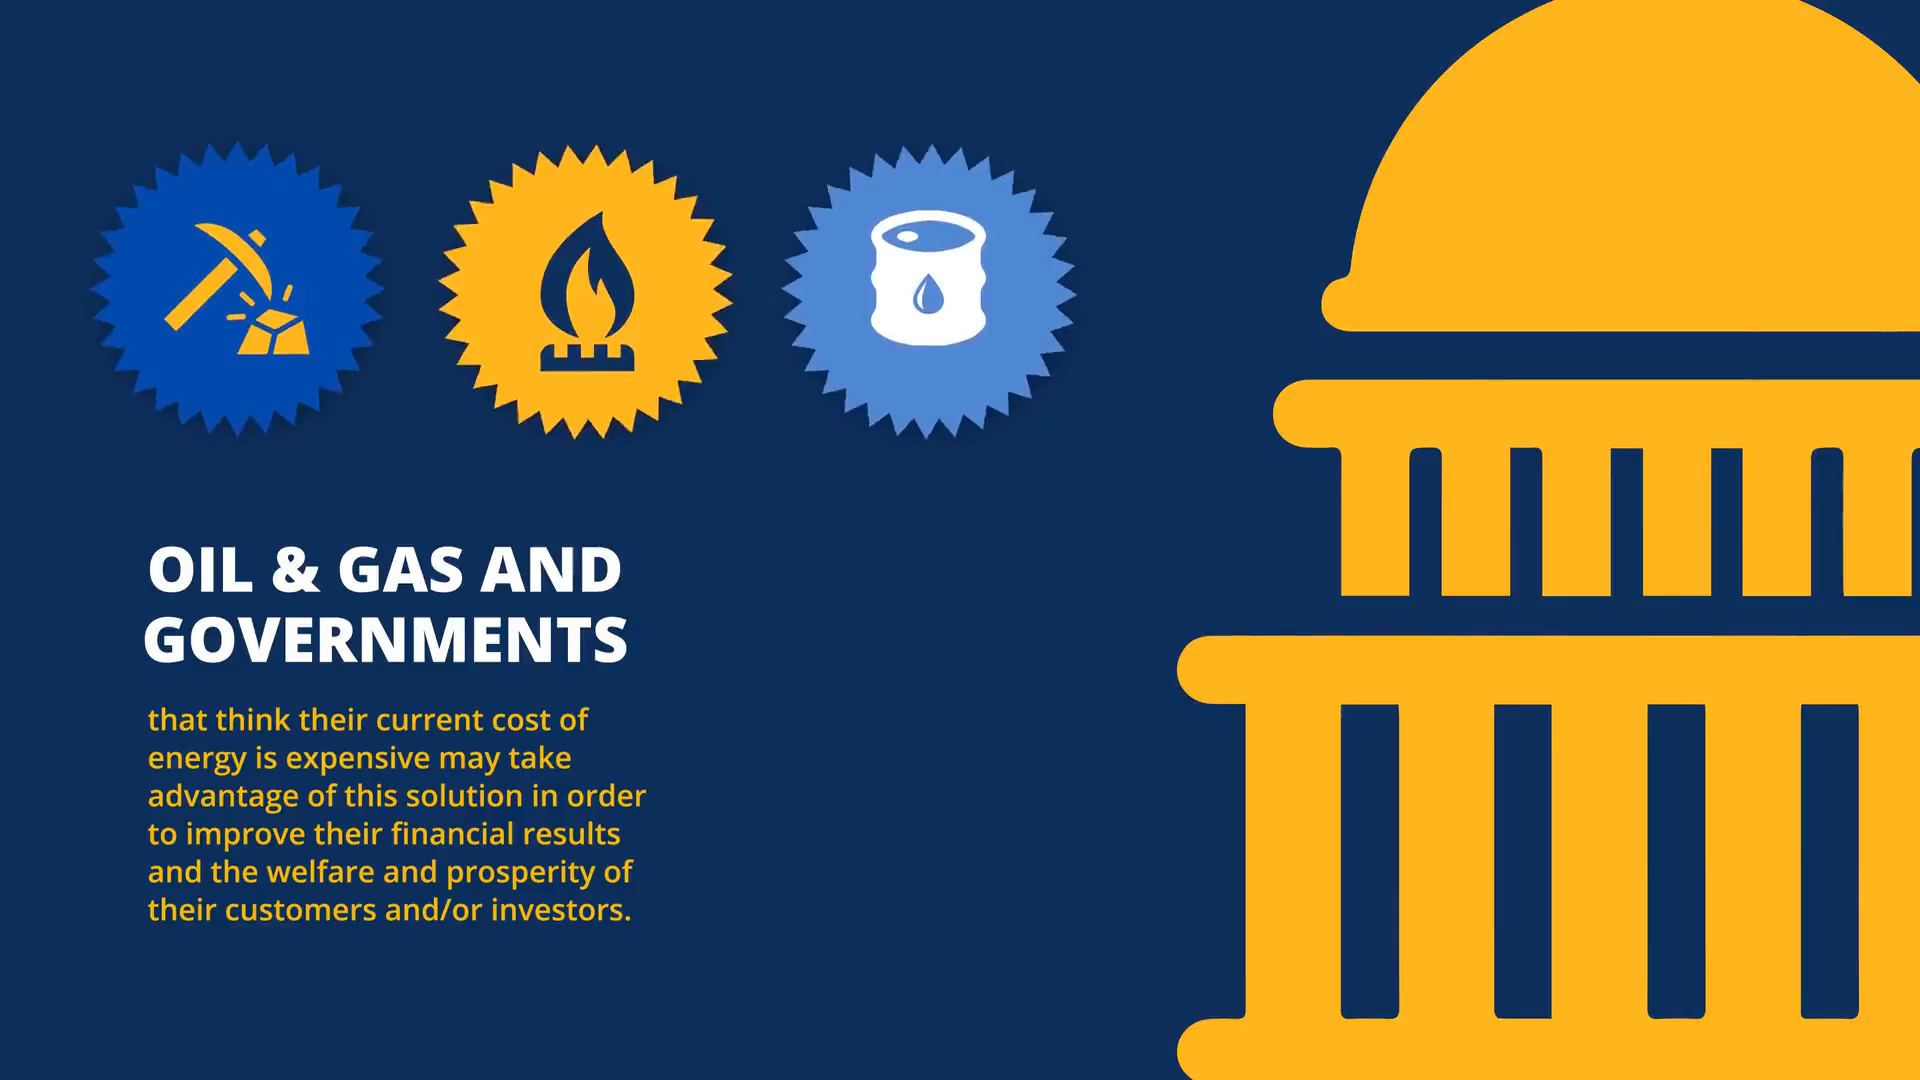 OIL & GAS AND
GOVERNMENTS
that think their current cost of
energy is expensive may take
advantage of this solution in order
to improve their financial results
and the welfare and prosperity of
their customers and/or investors.